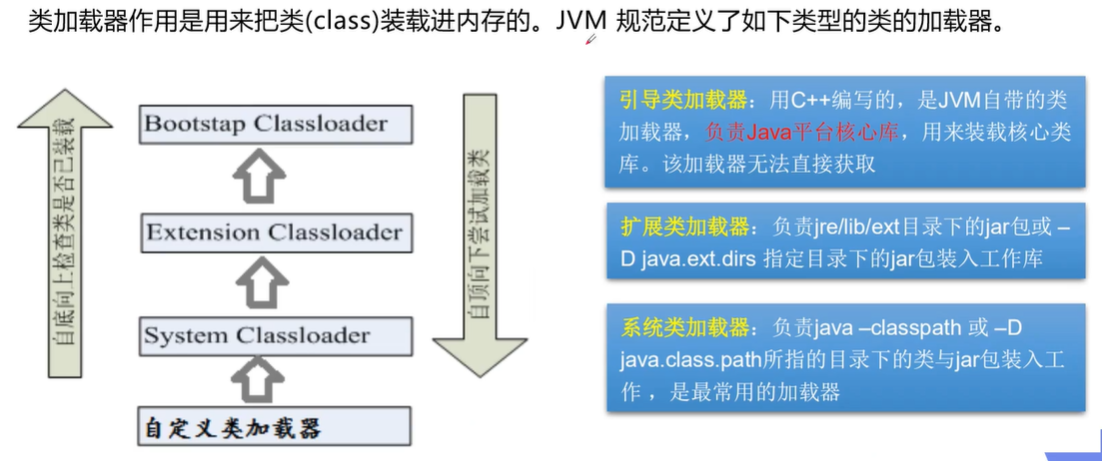 类加载器作用是用来把类(class)装载进内存的。JVM 规范定义了如下类型的类的加载器。
自底向上检查类是否已装载
Bootstap Classloader
Extension Classloader
System Classloader
自定义类加载器
自顶向下尝试加载类
引导类加载器：用C++编写的，是JVM自带的类
加载器，负责Java平台核心库，用来装载核心类
库。该加载器无法直接获取
扩展类加载器：负责jre/lib/ext目录下的jar包或 –
D java.ext.dirs 指定目录下的jar包装入工作库
系统类加载器：负责java –classpath 或 –D
java.class.path所指的目录下的类与jar包装入工
作 ，是最常用的加载器